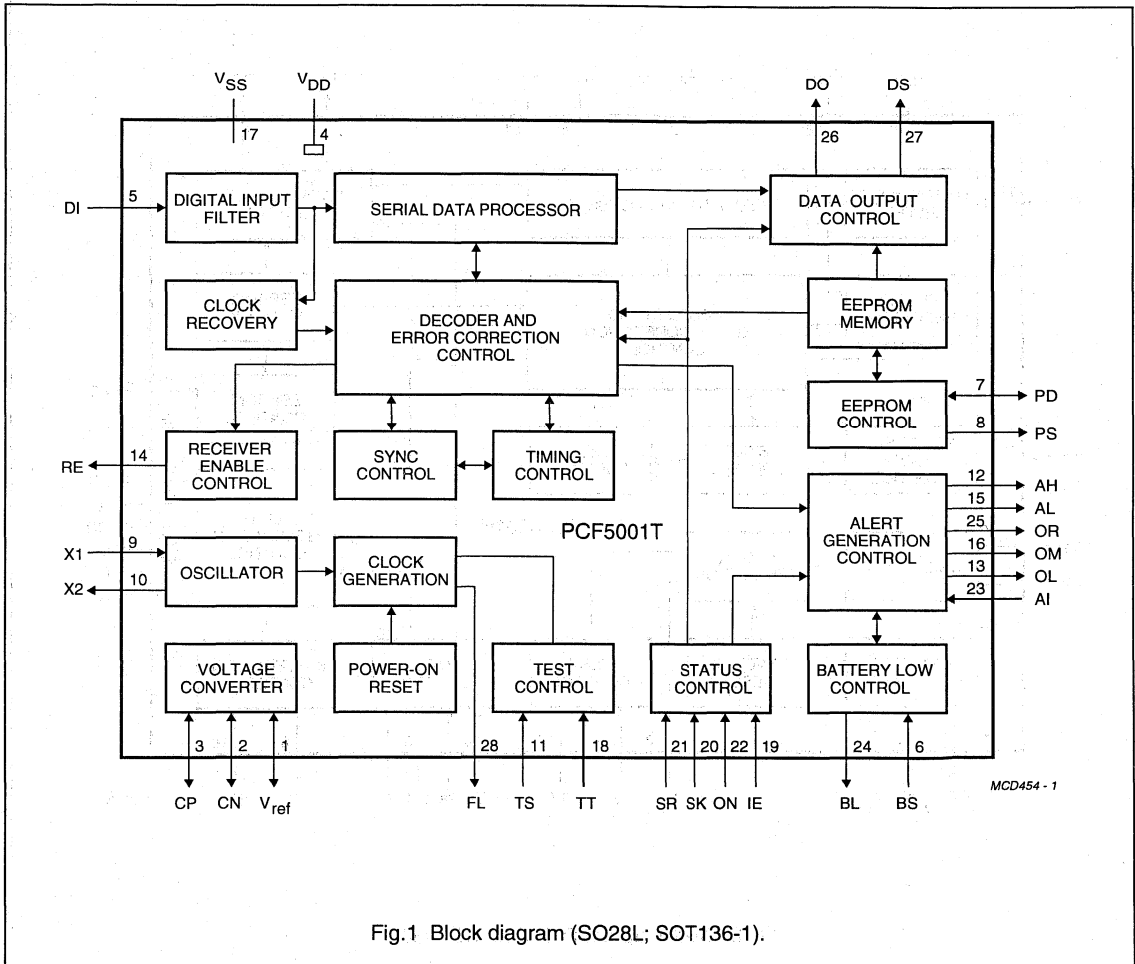 VSS VDD DO DS
17 4 26 27
DI 5 DIGITAL INPUT
FILTER
SERIAL DATA PROCESSOR
DATA OUTPUT
CONTROL
CLOCK
RECOVERY
DECODER AND
ERROR CORRECTION
CONTROL
EEPROM
MEMORY
EEPROM
CONTROL
7 PD
8 PS
RE 14 RECEIVER
ENABLE
CONTROL
SYNC
CONTROL
TIMING
CONTROL
PCF5001T
ALERT
GENERATION
CONTROL
12 AH
15 AL
25 OR
16 OM
13 OL
23 AI
X1 9
X2 10
OSCILLATOR
CLOCK
GENERATION
VOLTAGE
CONVERTER
POWER-ON
RESET
TEST
CONTROL
STATUS
CONTROL
BATTERY LOW
CONTROL
3 2 1 28 11 18 21 20 22 19 24 6
CP CN Vref FL TS TT SR SK ON IE BL BS
MCD454 - 1
Fig.1 Block diagram (SO28L; SOT136-1).